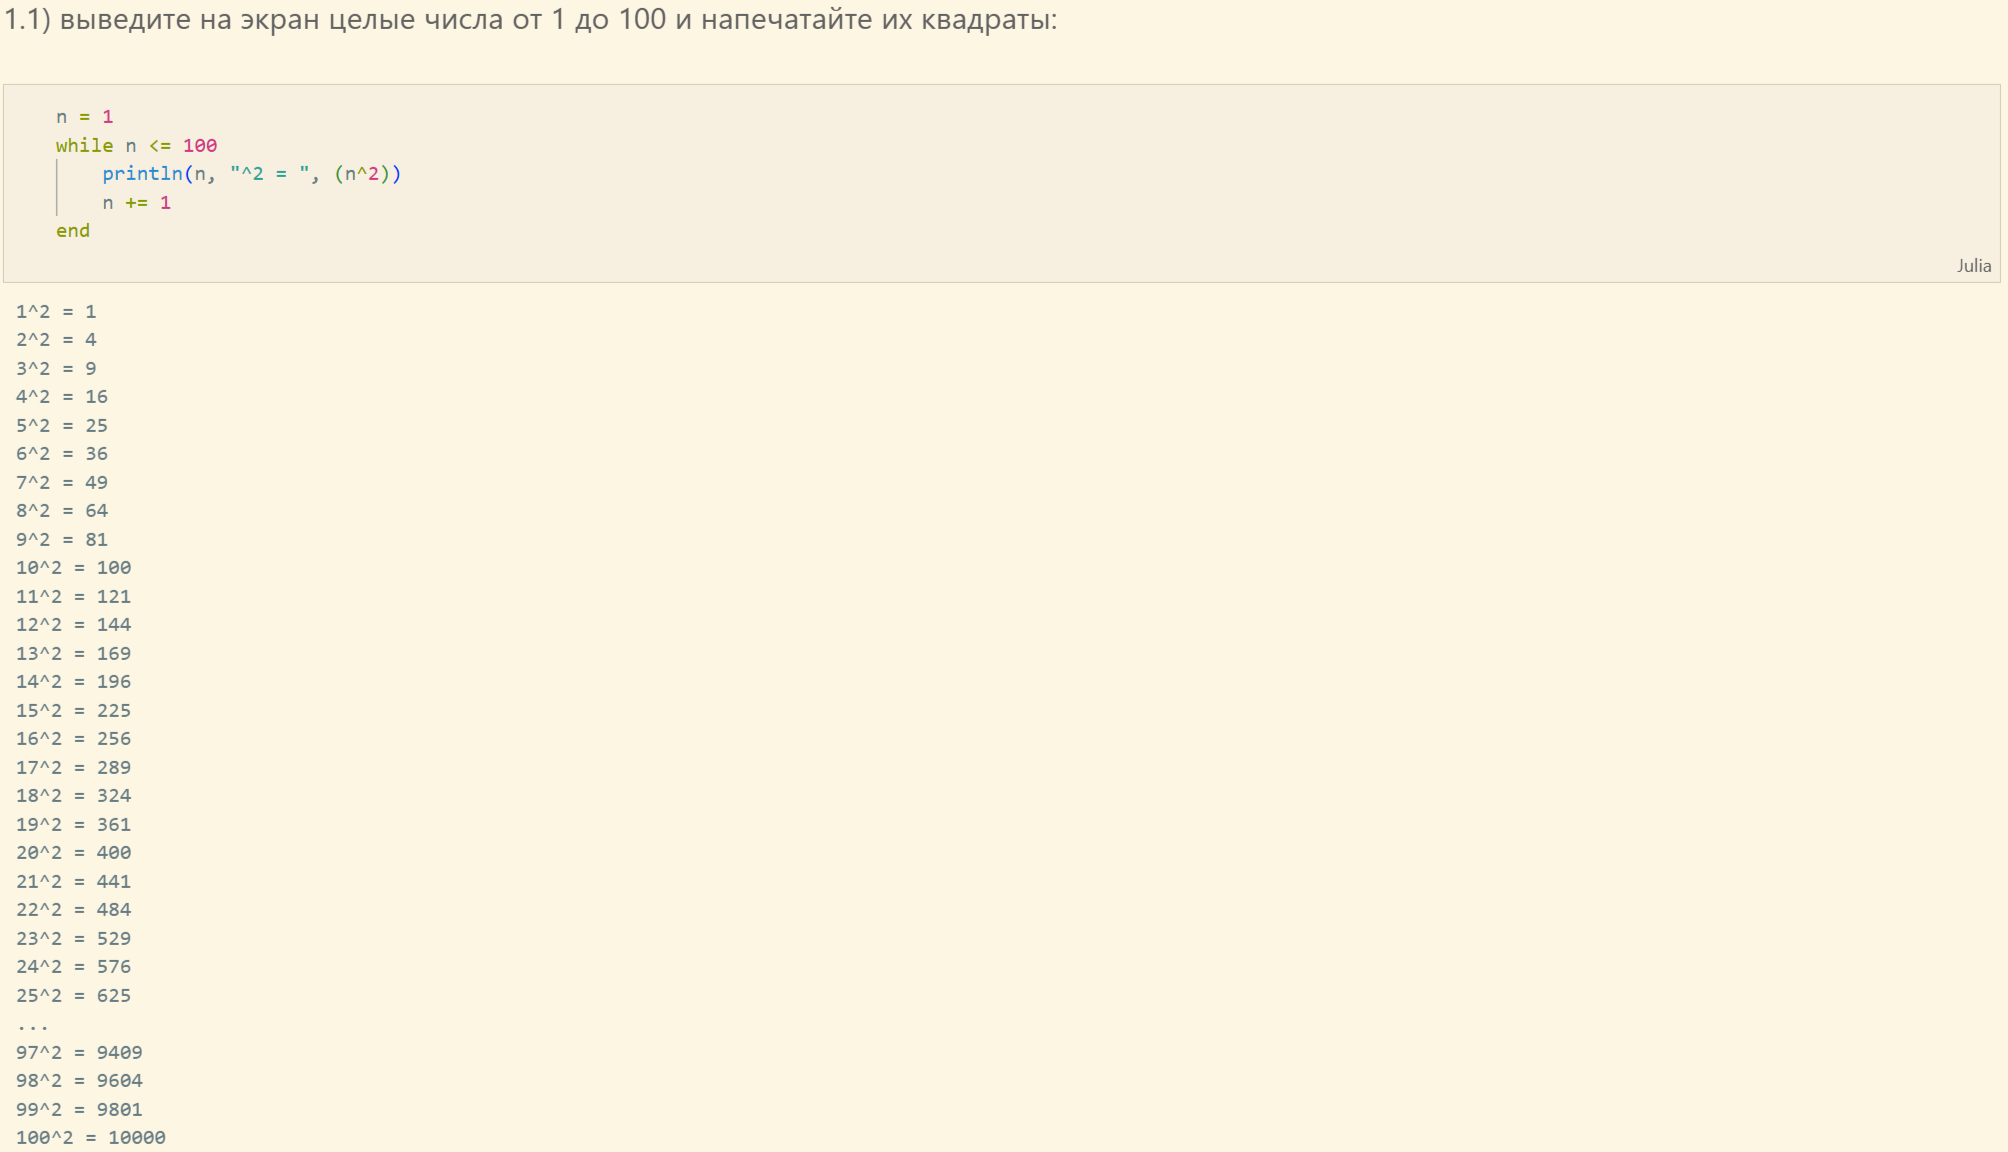 1.1) выведите на экран целые числа от 1 до 100 и напечатайте их квадраты:
n = 1
while n <= 100
println(n, "^2 = ", (n^2))
n += 1
end
Julia
1^2 = 1
2^2 = 4
3^2 = 9
4^2 = 16
5^2 = 25
6^2 = 36
7^2 = 49
8^2 = 64
9^2 = 81
10^2 = 100
11^2 = 121
12^2 = 144
13^2 = 169
14^2 = 196
15^2 = 225
16^2 = 256
17^2 = 289
18^2 = 324
19^2 = 361
20^2 = 400
21^2 = 441
22^2 = 484
23^2 = 529
24^2 = 576
25^2 = 625
...
97^2 = 9409
98^2 = 9604
99^2 = 9801
100^2 = 10000